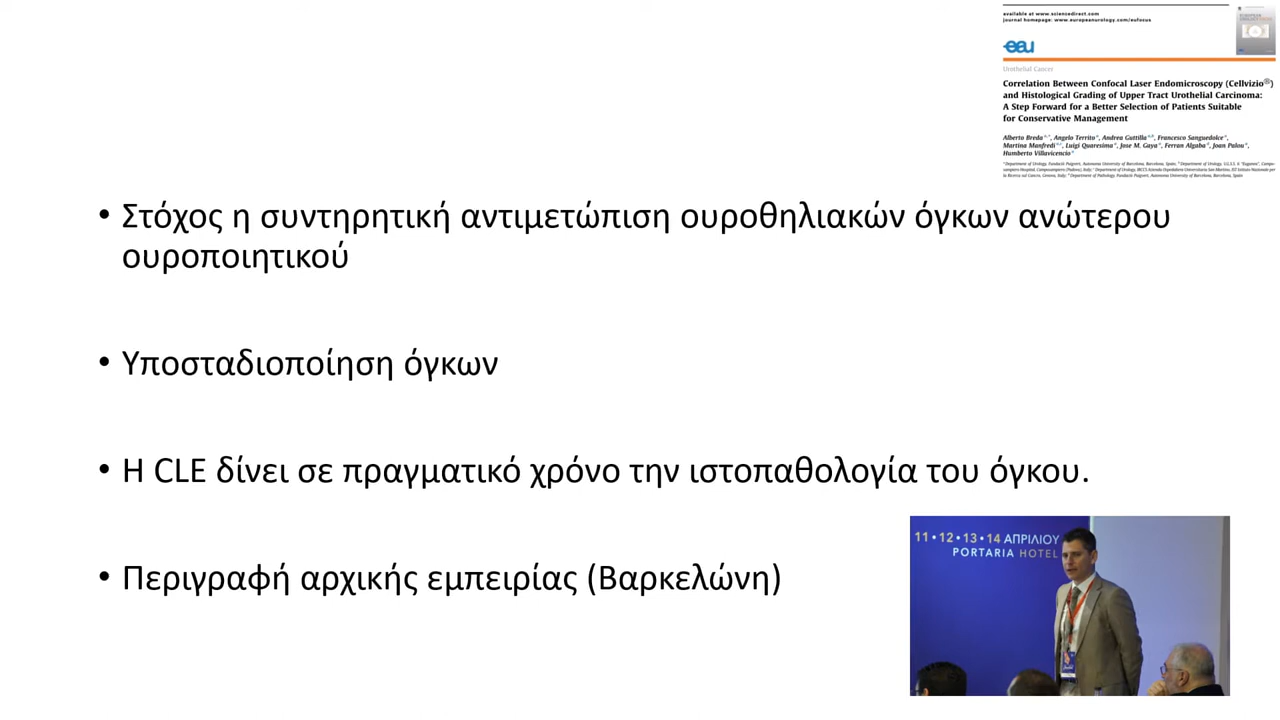 available at www.sciencedirect.com
journal homepage: www.europeanurology.com/eufocus
eau
Urothelial Cancer
Correlation Between Confocal Laser Endomicroscopy (Cellvizio®)
and Histological Grading of Upper Tract Urothelial Carcinoma:
A Step Forward for a Better Selection of Patients Suitable
for Conservative Management
Alberto Breda, Angelo Territo, Andrea Guttilla, Francesco Sanguedolce,
Martina Manfredi, Luigi Quaresima, Jose M. Gaya, Ferran Algaba, Joan Palou,
Humberto Villavicencio
• Στόχος η συντηρητική αντιμετώπιση ουροθηλιακών όγκων ανώτερου
ουροποιητικού
• Υποσταδιοποίηση όγκων
• Η CLE δίνει σε πραγματικό χρόνο την ιστοπαθολογία του όγκου.
• Περιγραφή αρχικής εμπειρίας (Βαρκελώνη)
11•12•13•14 ΑΠΡΙΛΙΟΥ
PORTARIA HOTEL